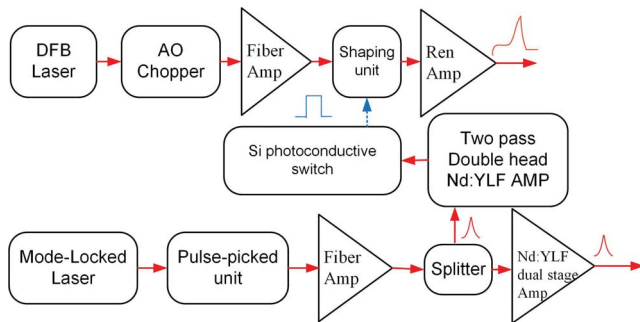 DFB
Laser
AO
Chopper
Fiber
Amp
Shaping
unit
Ren
Amp
Si photoconductive
switch
Two pass
Double head
Nd:YLF AMP
Mode-Locked
Laser
Pulse-picked
unit
Fiber
Amp
Splitter
Nd:YLF
dual stage
Amp